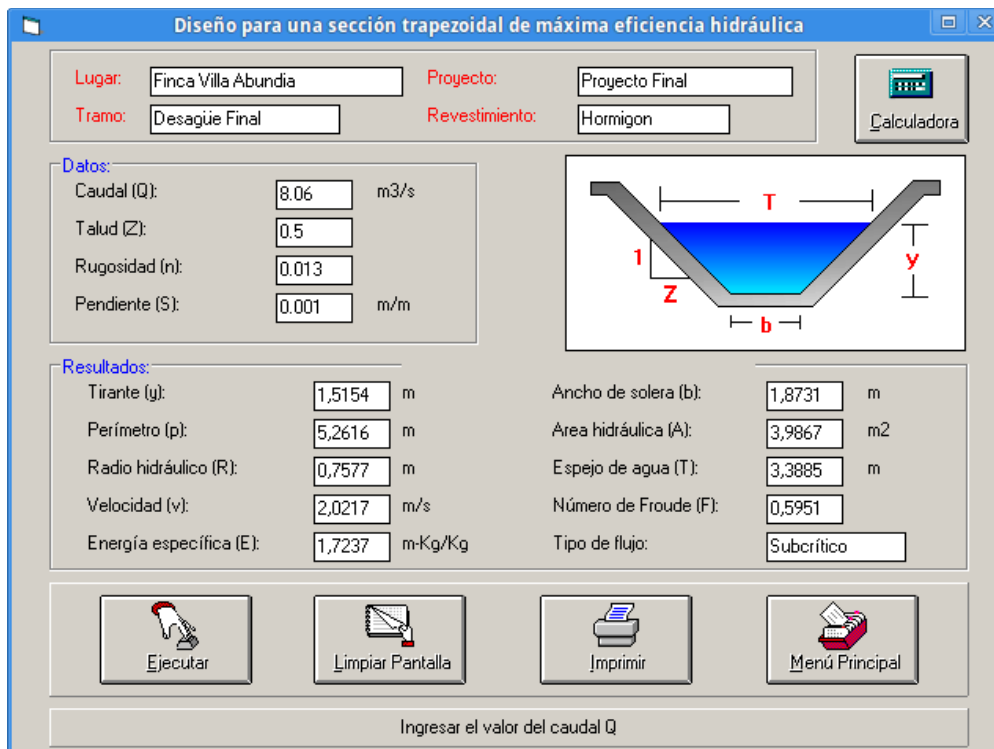 Diseño para una sección trapezoidal de máxima eficiencia hidráulica
Lugar: Finca Villa Abundia Proyecto: Proyecto Final
Tramo: Desagüe Final Revestimiento: Hormigon
Calculadora
Datos:
Caudal (Q): 8.06 m3/s
Talud (Z): 0.5
Rugosidad (n): 0.013
Pendiente (S): 0.001 m/m
T
1
Z
y
b
Resultados:
Tirante (y): 1,5154 m Ancho de solera (b): 1,8731 m
Perímetro (p): 5,2616 m Area hidráulica (A): 3,9867 m2
Radio hidráulico (R): 0,7577 m Espejo de agua (T): 3,3885 m
Velocidad (v): 2,0217 m/s Número de Froude (F): 0,5951
Energía específica (E): 1,7237 m-Kg/Kg Tipo de flujo: Subcrítico
Ejecutar Limpiar Pantalla Imprimir Menú Principal
Ingresar el valor del caudal Q